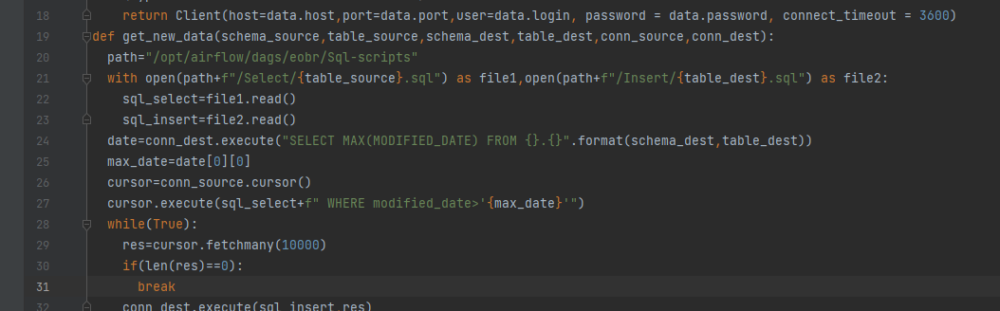 18 return Client(host=data.host,port=data.port,user=data.login, password = data.password, connect_timeout = 3600)
19 def get_new_data(schema_source,table_source,schema_dest,table_dest,conn_source,conn_dest):
20 path="/opt/airflow/dags/eobr/Sql-scripts"
21 with open(path+f"/Select/{table_source}.sql") as file1,open(path+f"/Insert/{table_dest}.sql") as file2:
22 sql_select=file1.read()
23 sql_insert=file2.read()
24 date=conn_dest.execute("SELECT MAX(MODIFIED_DATE) FROM {}.{}".format(schema_dest,table_dest))
25 max_date=date[0][0]
26 cursor=conn_source.cursor()
27 cursor.execute(sql_select+f" WHERE modified_date>'{max_date}'")
28 while(True):
29 res=cursor.fetchmany(10000)
30 if(len(res)==0):
31 break
32 conn_dest.execute(sql_insert,res)